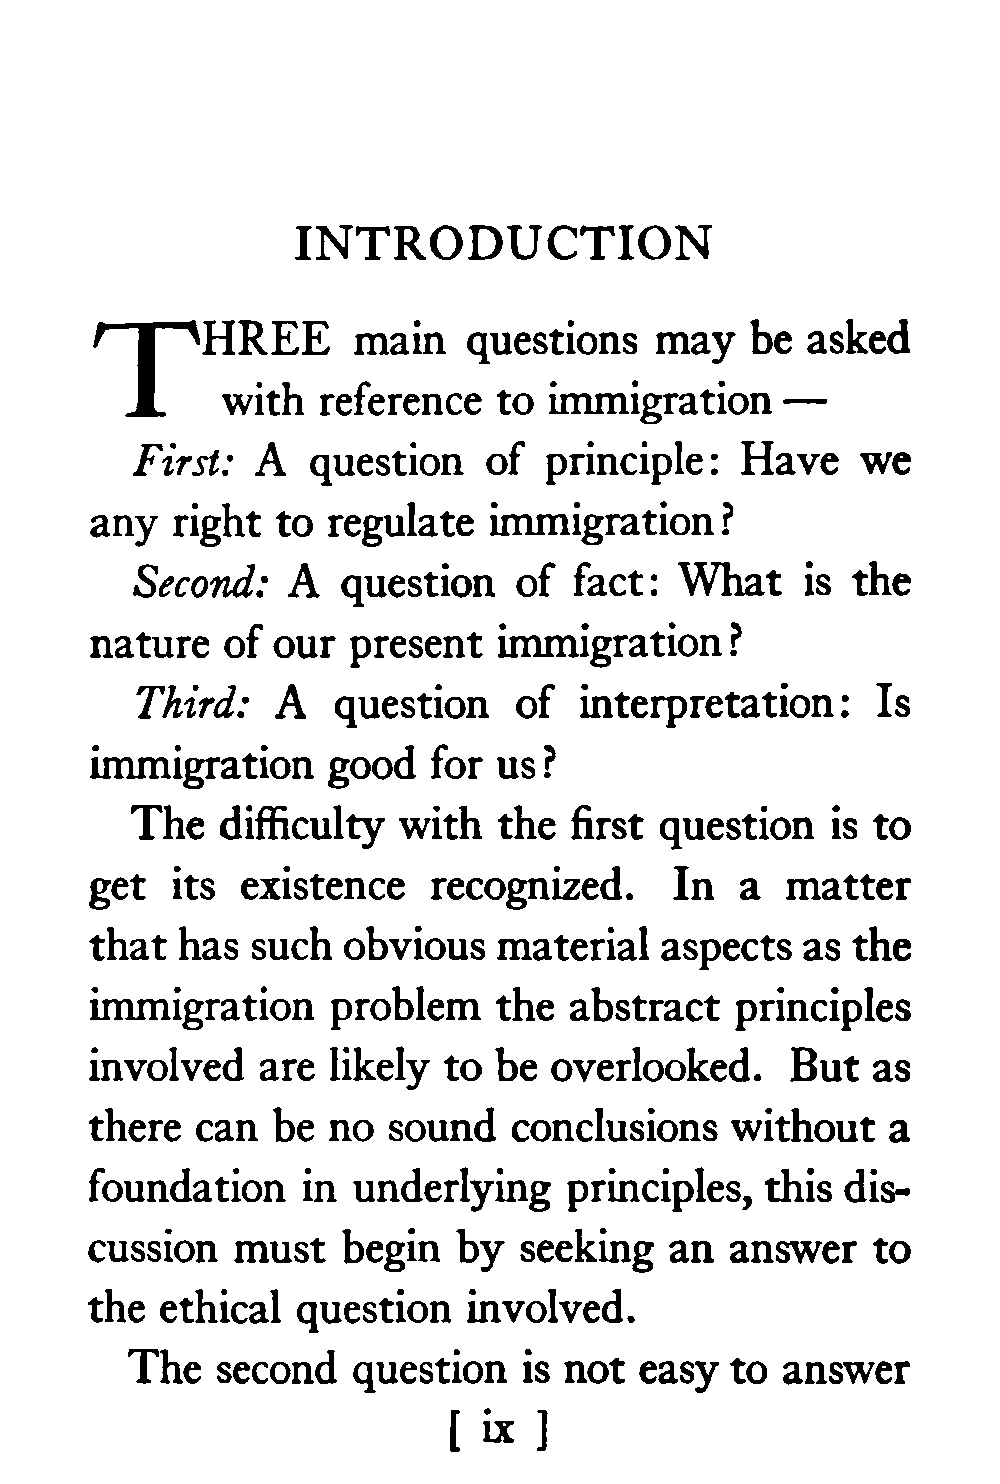 INTRODUCTION
THREE main questions may be asked
with reference to immigration —
First: A question of principle: Have we
any right to regulate immigration?
Second: A question of fact: What is the
nature of our present immigration?
Third: A question of interpretation: Is
immigration good for us?
The difficulty with the first question is to
get its existence recognized. In a matter
that has such obvious material aspects as the
immigration problem the abstract principles
involved are likely to be overlooked. But as
there can be no sound conclusions without a
foundation in underlying principles, this dis-
cussion must begin by seeking an answer to
the ethical question involved.
The second question is not easy to answer
[ ix ]